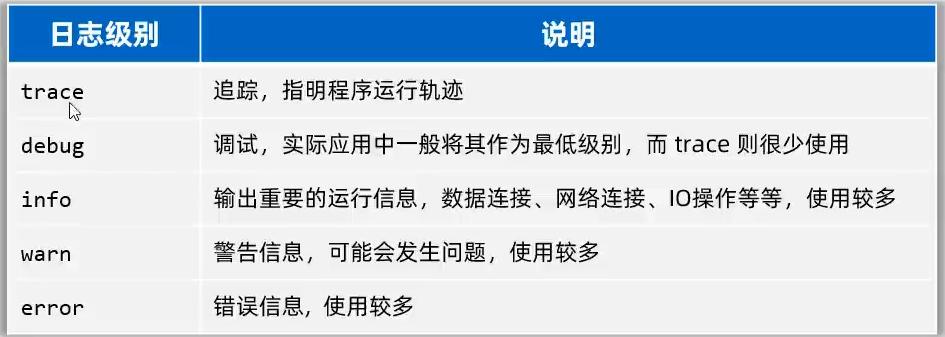 日志级别 说明
trace 追踪，指明程序运行轨迹
debug 调试，实际应用中一般将其作为最低级别，而 trace 则很少使用
info 输出重要的运行信息，数据连接、网络连接、IO操作等等，使用较多
warn 警告信息，可能会发生问题，使用较多
error 错误信息，使用较多